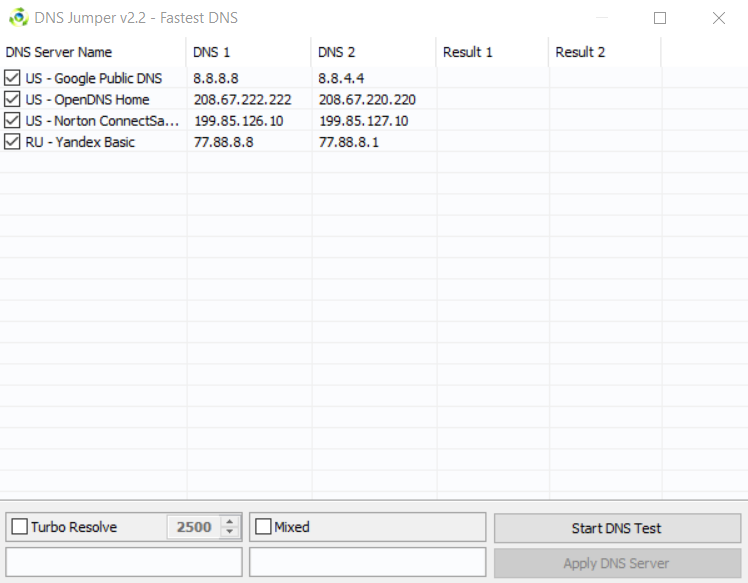 DNS Jumper v2.2 - Fastest DNS
DNS Server Name DNS 1 DNS 2 Result 1 Result 2
US - Google Public DNS 8.8.8.8 8.8.4.4
US - OpenDNS Home 208.67.222.222 208.67.220.220
US - Norton ConnectSa... 199.85.126.10 199.85.127.10
RU - Yandex Basic 77.88.8.8 77.88.8.1
Turbo Resolve 2500 Mixed Start DNS Test
Apply DNS Server